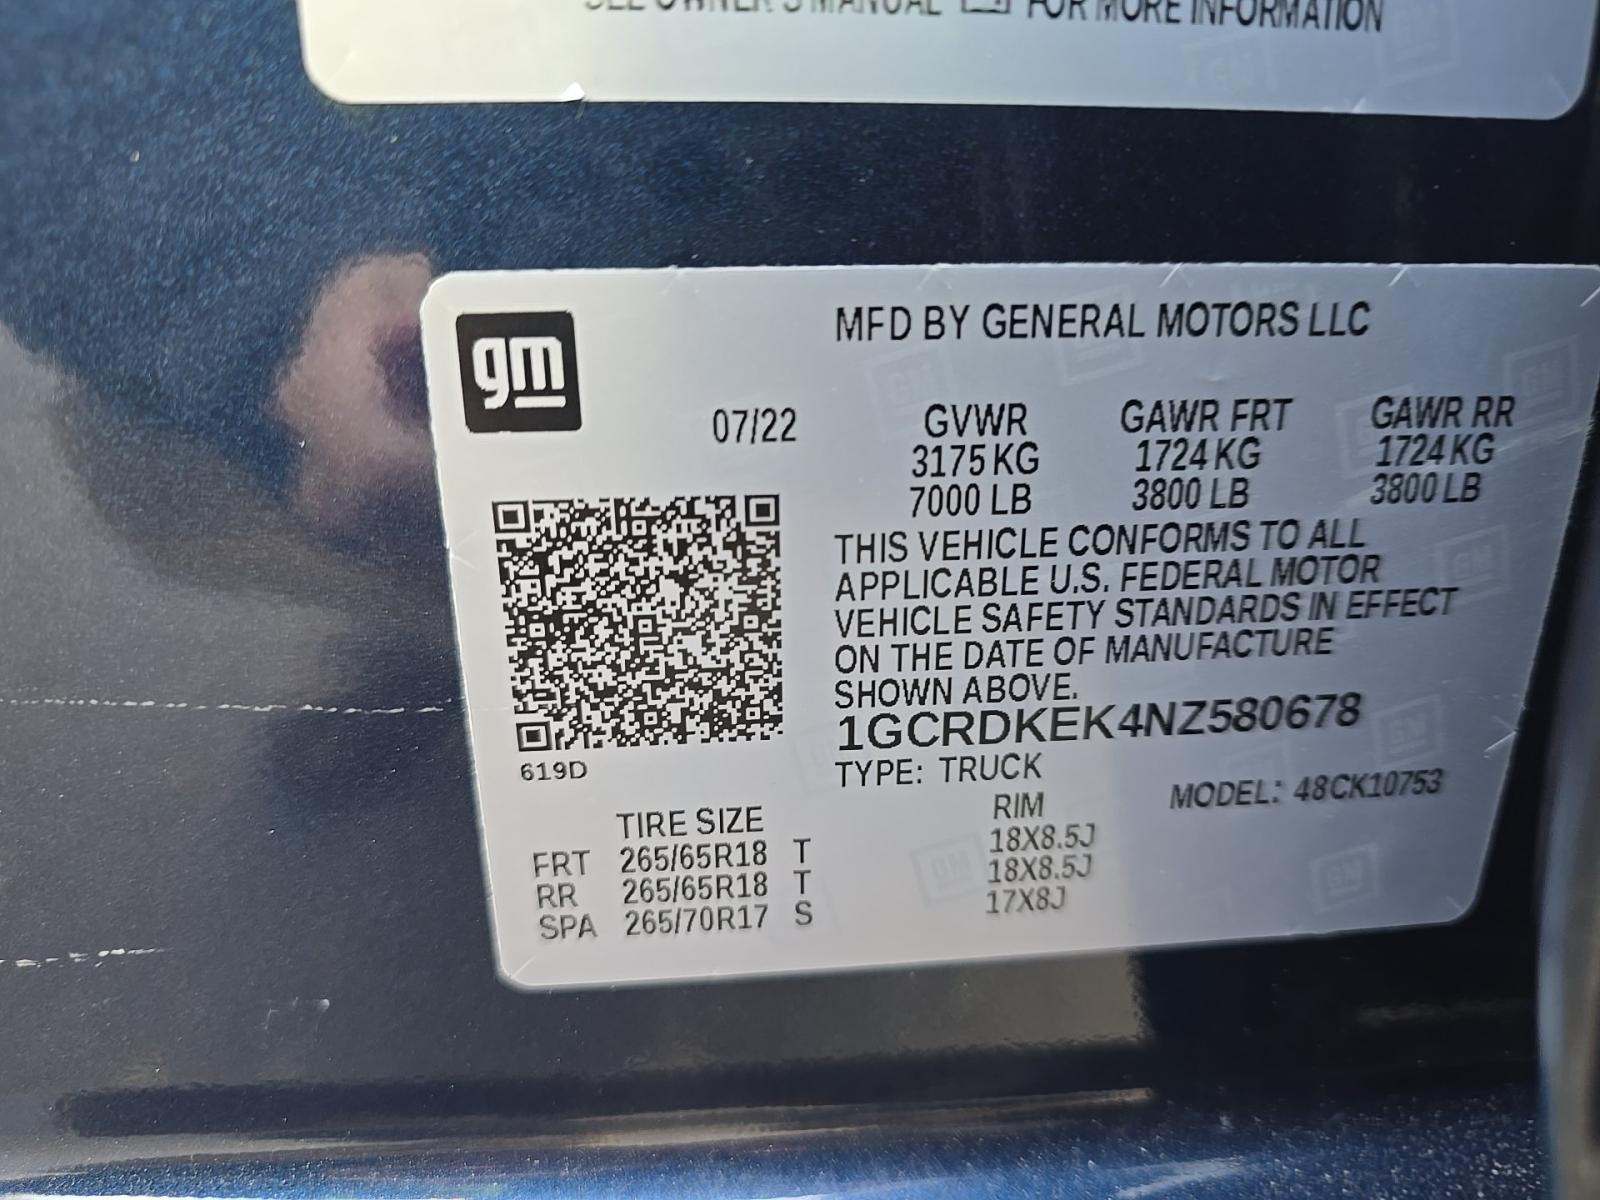 SEE OWNER'S MANUAL FOR MORE INFORMATION
gm
MFD BY GENERAL MOTORS LLC
07/22 GVWR GAWR FRT GAWR RR
3175 KG 1724 KG 1724 KG
7000 LB 3800 LB 3800 LB
THIS VEHICLE CONFORMS TO ALL
APPLICABLE U.S. FEDERAL MOTOR
VEHICLE SAFETY STANDARDS IN EFFECT
ON THE DATE OF MANUFACTURE
SHOWN ABOVE.
1GCRDKEK4NZ580678
619D
TYPE: TRUCK MODEL: 48CK10753
TIRE SIZE RIM
FRT 265/65R18 T 18X8.5J
RR 265/65R18 T 18X8.5J
SPA 265/70R17 S 17X8J